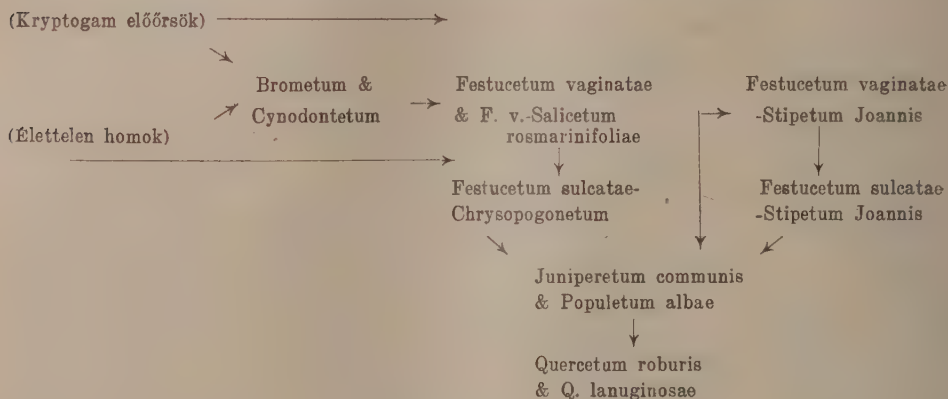 (Kryptogam előőrsök)
Brometum &
Cynodontetum
(Élettelen homok)
Festucetum vaginatae
& F. v.-Salicetum
rosmarinifoliae
Festucetum vaginatae
-Stipetum Joannis
Festucetum sulcatae-
Chrysopogonetum
Festucetum sulcatae
-Stipetum Joannis
Juniperetum communis
& Populetum albae
Quercetum roburis
& Q. lanuginosae